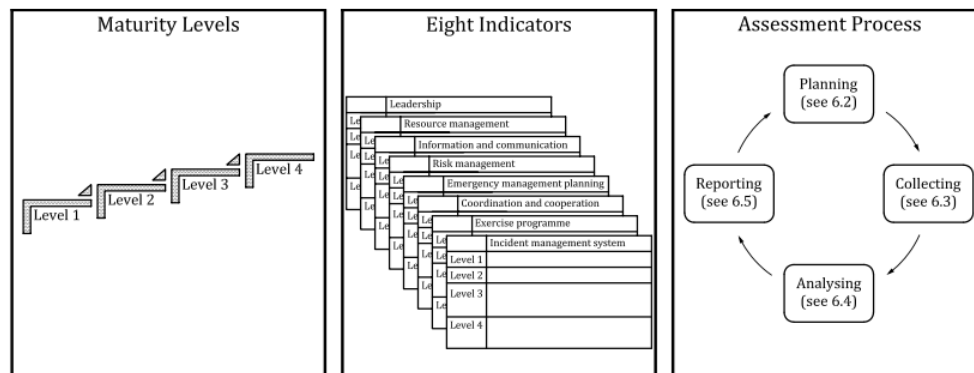 Maturity Levels
Level 1
Level 2
Level 3
Level 4
Eight Indicators
Leadership
Resource management
Information and communication
Risk management
Emergency management planning
Coordination and cooperation
Exercise programme
Incident management system
Level 1
Level 2
Level 3
Level 4
Assessment Process
Planning
(see 6.2)
Collecting
(see 6.3)
Analysing
(see 6.4)
Reporting
(see 6.5)